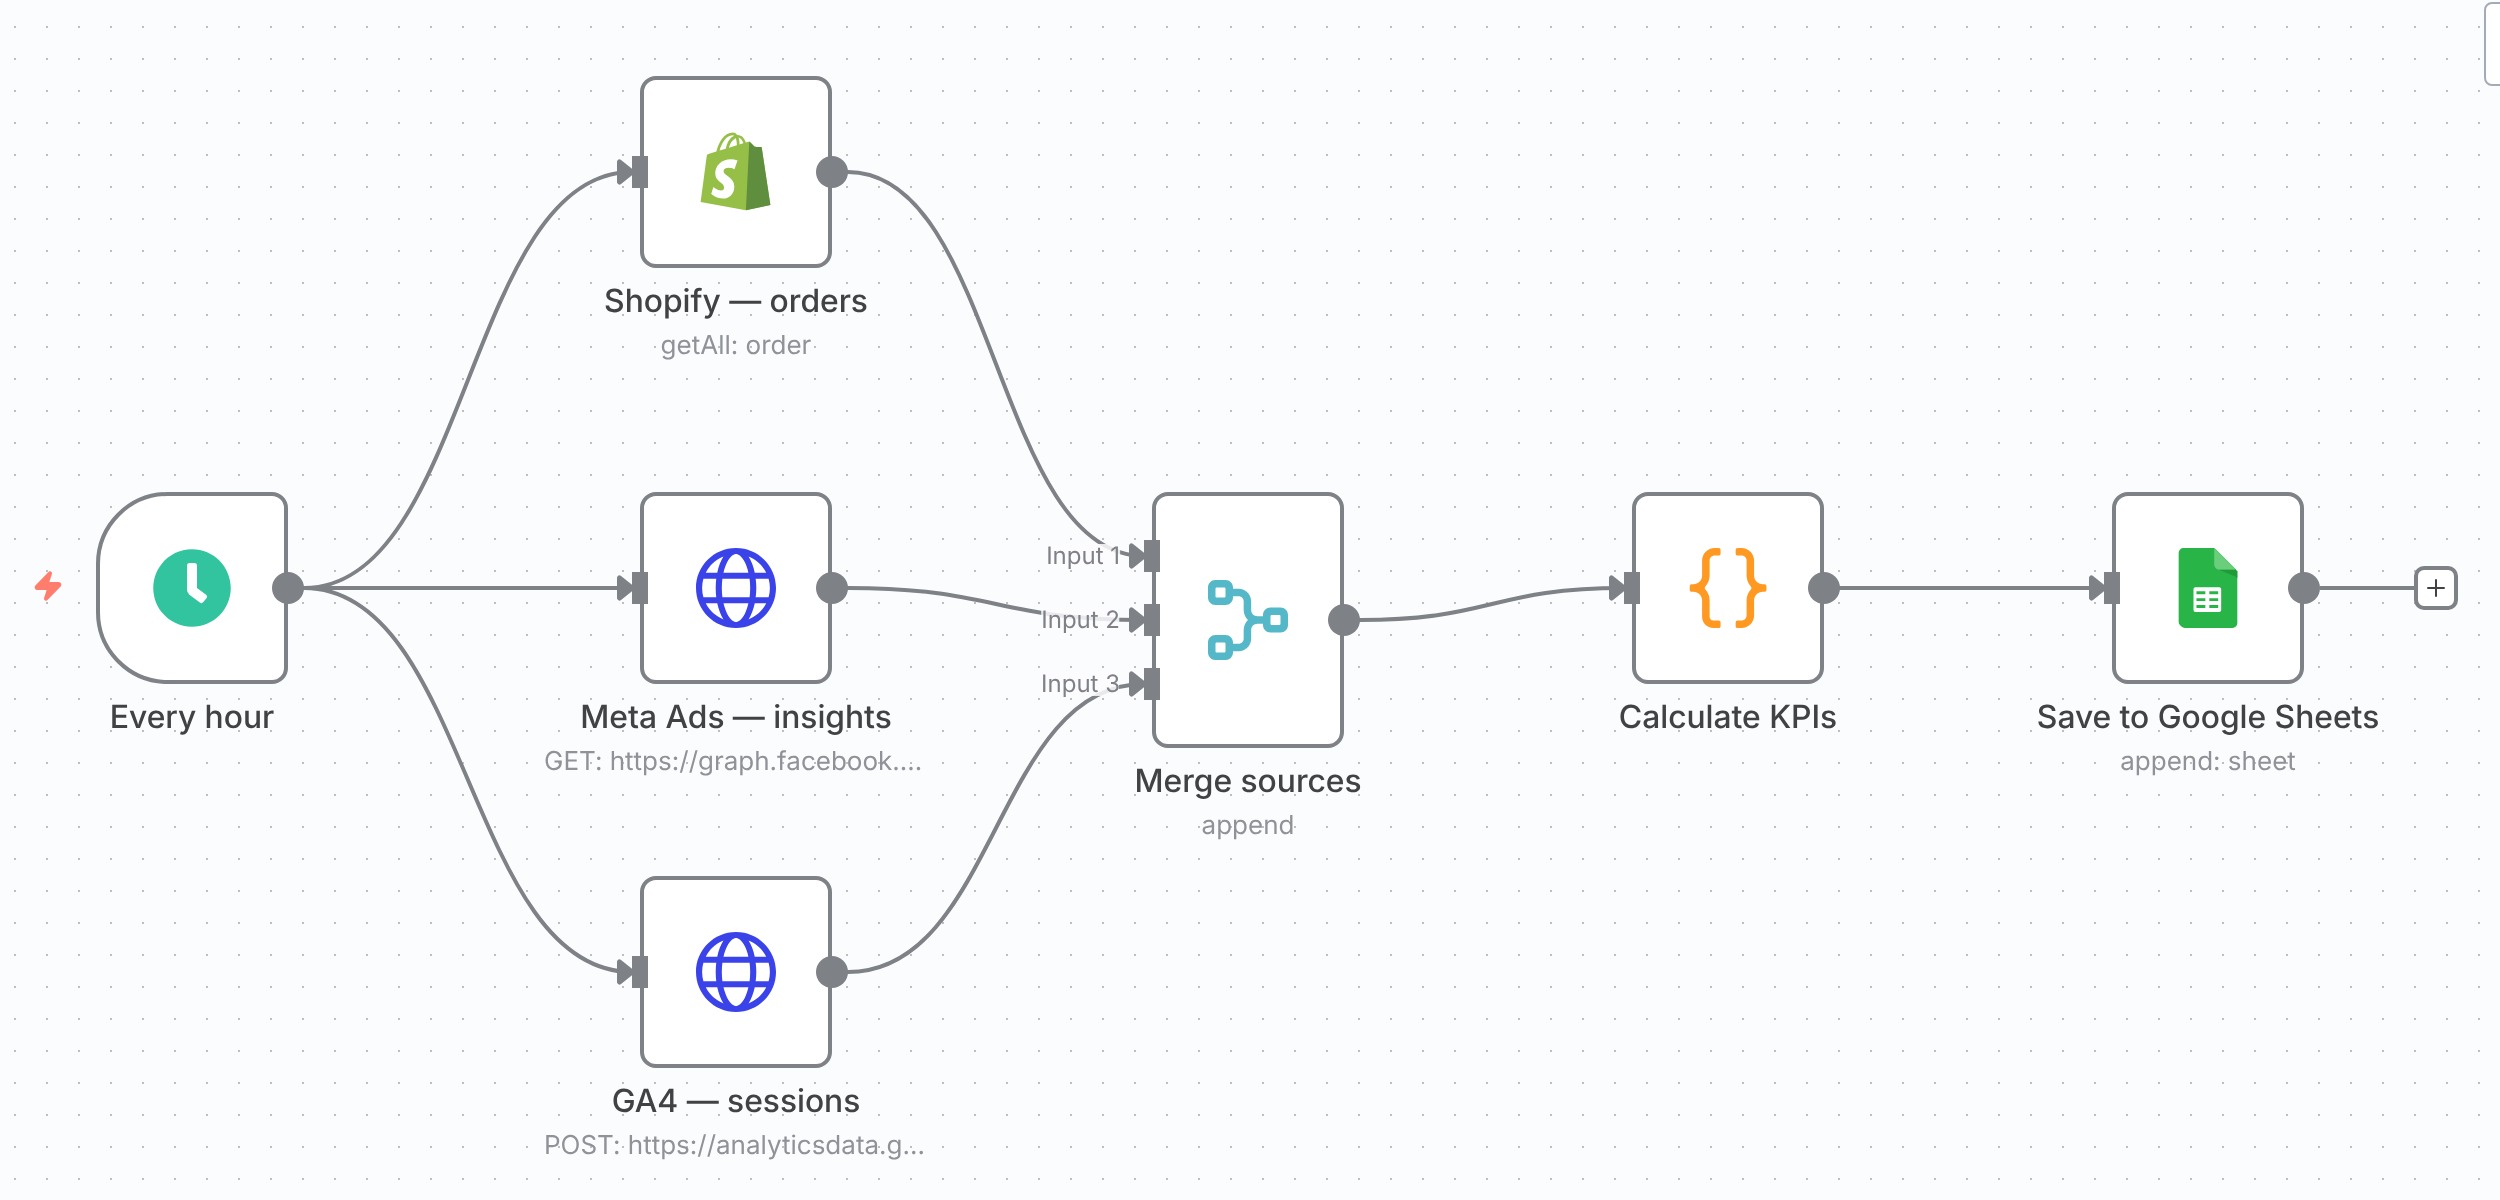 Shopify — orders
getAll: order
Every hour
Meta Ads — insights
GET: https://graph.facebook....
Input 1
Input 2
Input 3
Merge sources
append
Calculate KPIs
Save to Google Sheets
append: sheet
GA4 — sessions
POST: https://analyticsdata.g...